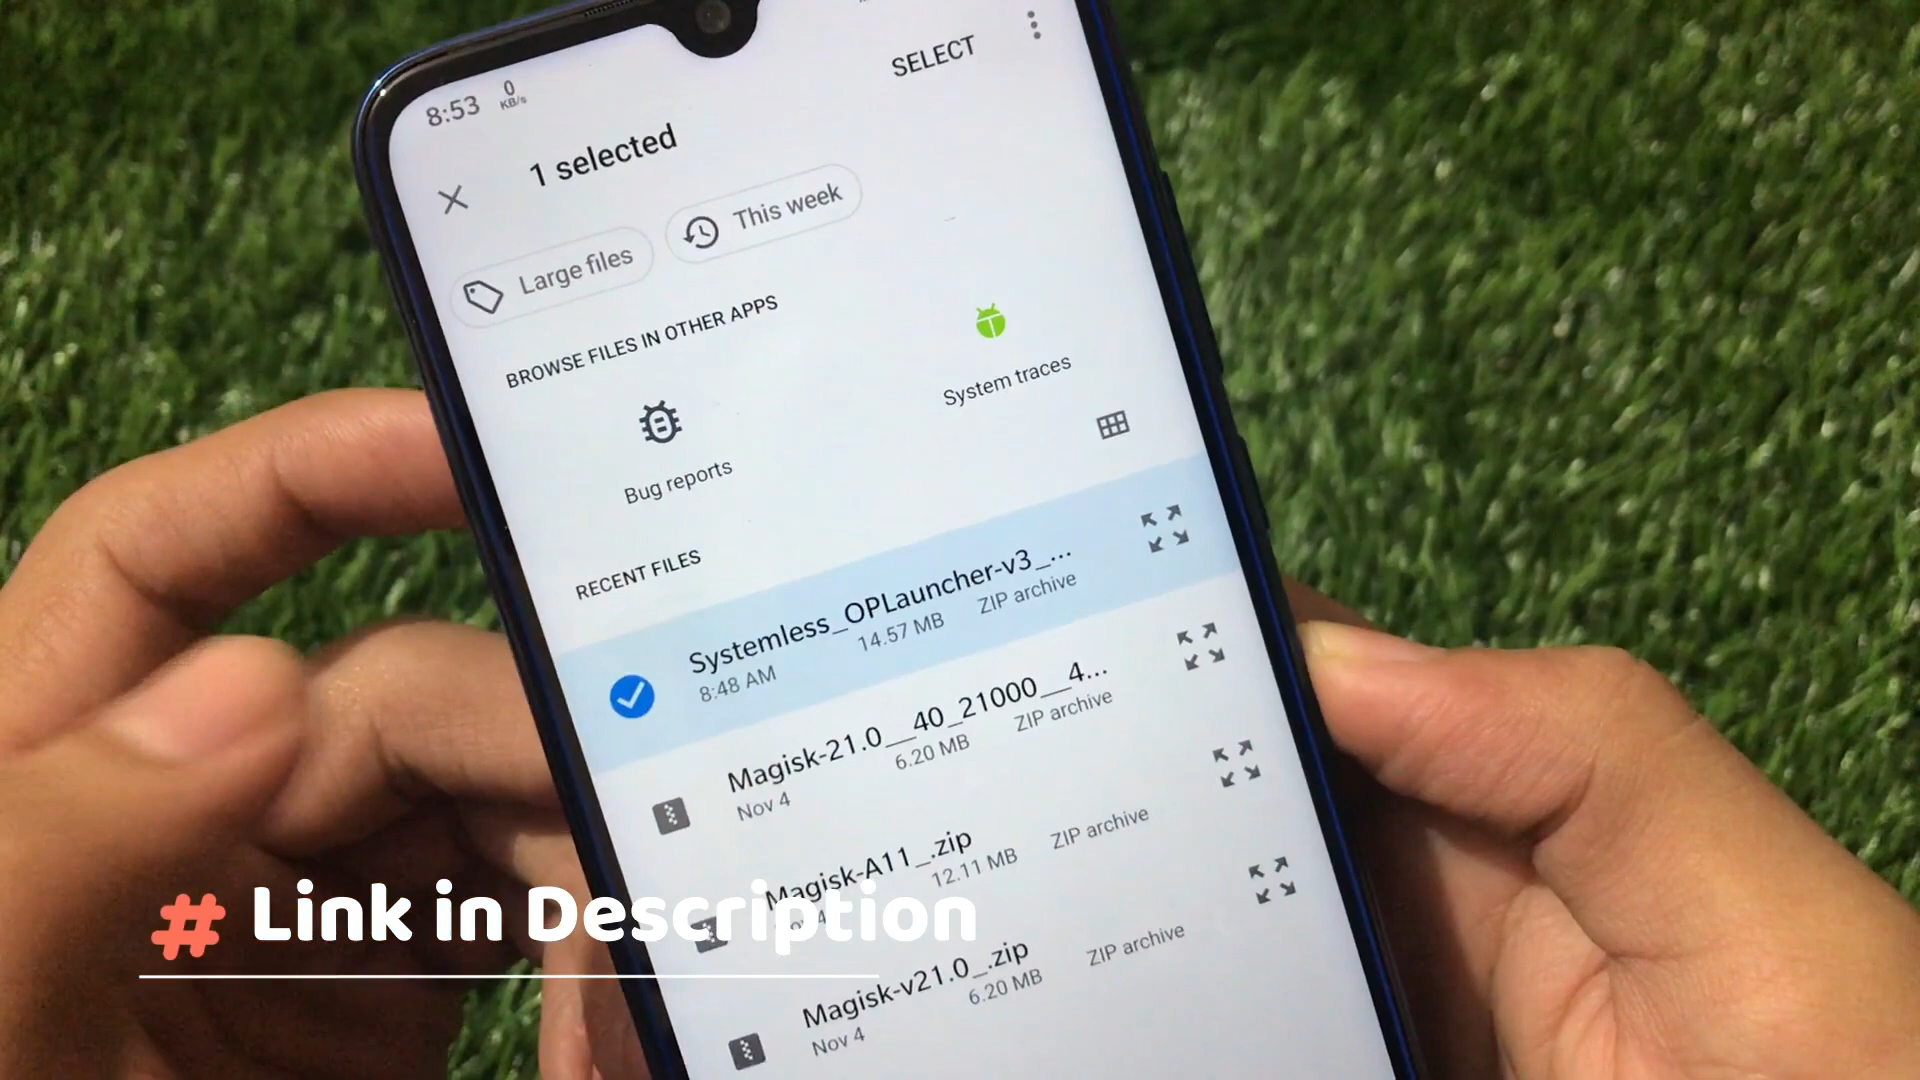 8:53
0
KB/s
SELECT
1 selected
Large files
This week
BROWSE FILES IN OTHER APPS
Bug reports
System traces
RECENT FILES
Systemless_OPLauncher-v3_...
8:48 AM 14.57 MB ZIP archive
Magisk-21.0__40_21000__4...
Nov 4 6.20 MB ZIP archive
Magisk-A11_.zip
Nov 4 12.11 MB ZIP archive
Magisk-v21.0_.zip
Nov 4 6.20 MB ZIP archive
# Link in Description